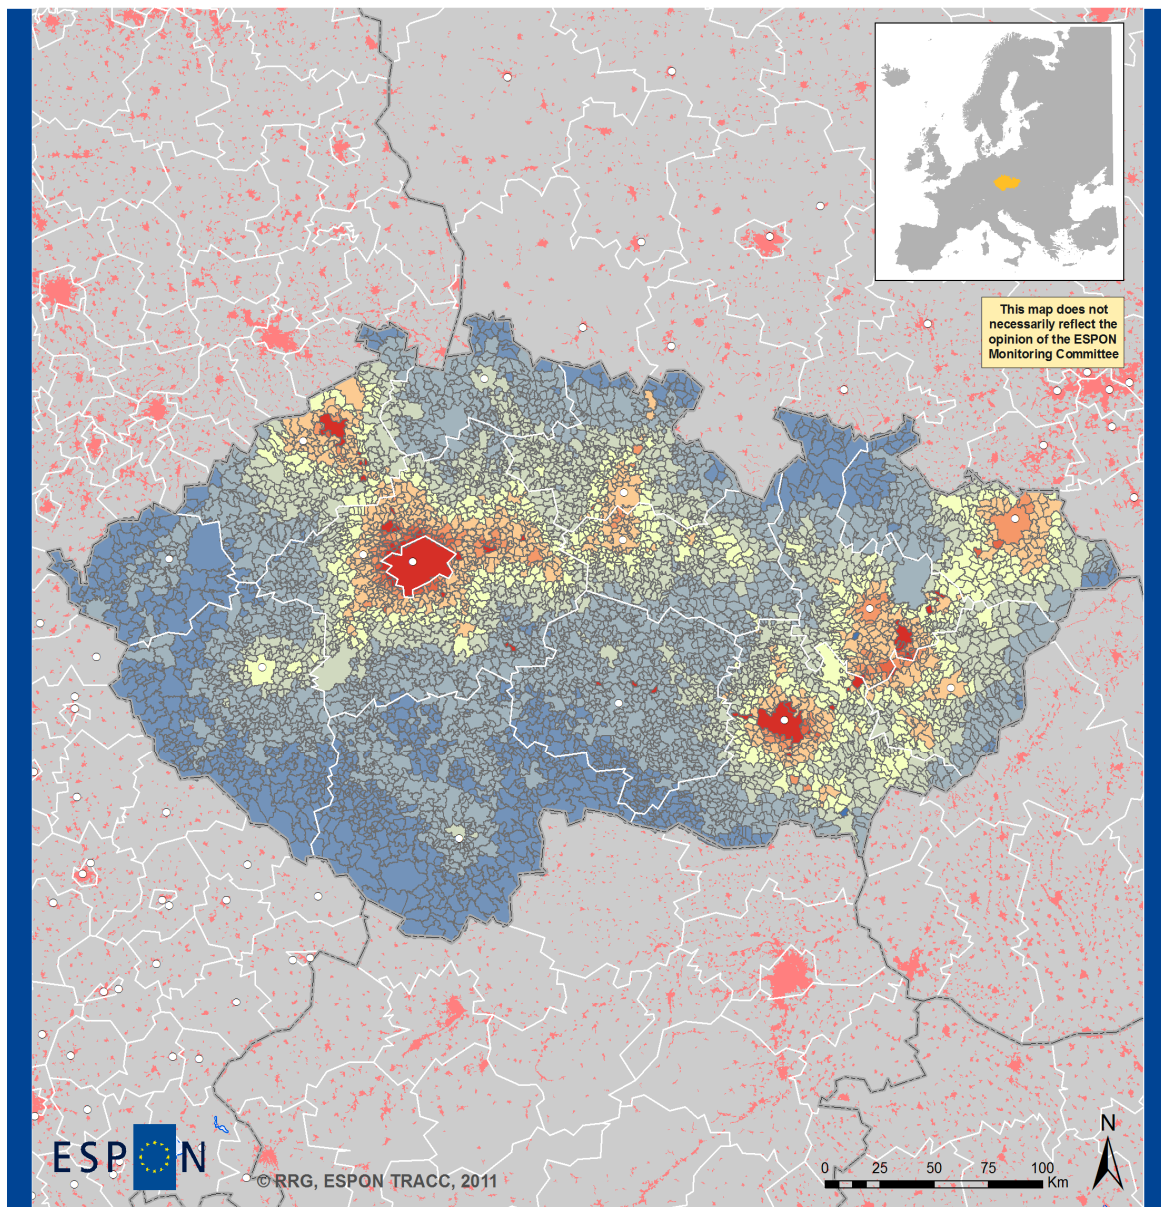 This map does not
necessarily reflect the
opinion of the ESPON
Monitoring Committee
ESPON
© RRG, ESPON TRACC, 2011
N
0 25 50 75 100
Km